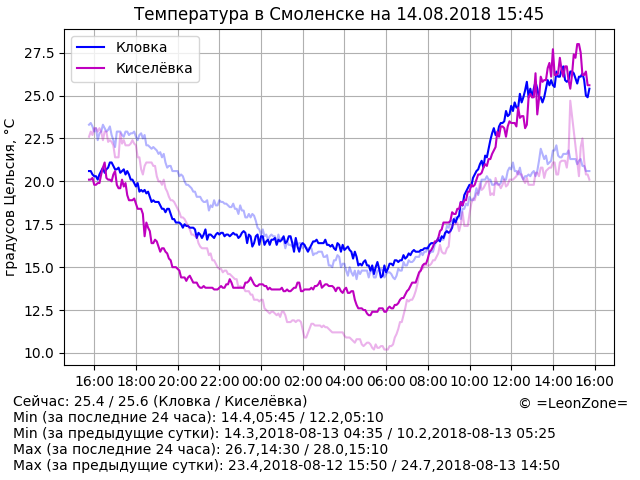 Температура в Смоленске на 14.08.2018 15:45
Кловка
Киселёвка
градусов Цельсия, °C
27.5
25.0
22.5
20.0
17.5
15.0
12.5
10.0
16:00 18:00 20:00 22:00 00:00 02:00 04:00 06:00 08:00 10:00 12:00 14:00 16:00
Сейчас: 25.4 / 25.6 (Кловка / Киселёвка)
© =LeonZone=
Min (за последние 24 часа): 14.4,05:45 / 12.2,05:10
Min (за предыдущие сутки): 14.3,2018-08-13 04:35 / 10.2,2018-08-13 05:25
Max (за последние 24 часа): 26.7,14:30 / 28.0,15:10
Max (за предыдущие сутки): 23.4,2018-08-12 15:50 / 24.7,2018-08-13 14:50